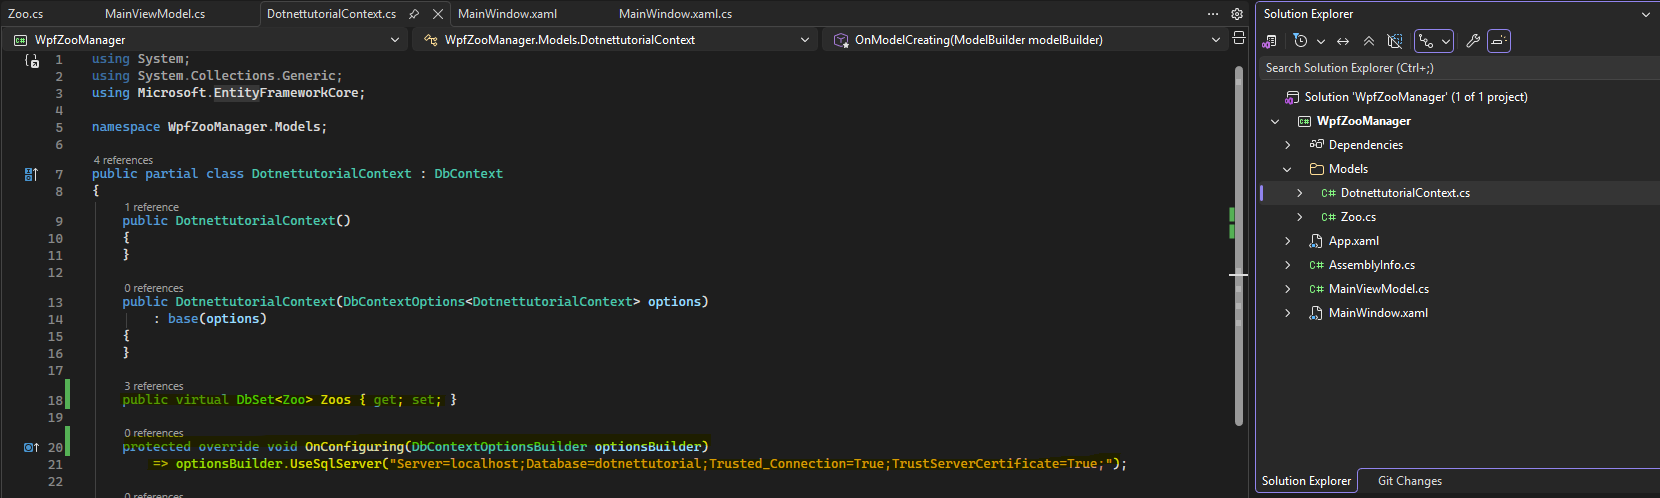 Zoo.cs MainViewModel.cs DotnettutorialContext.cs MainWindow.xaml MainWindow.xaml.cs
WpfZooManager WpfZooManager.Models.DotnettutorialContext OnModelCreating(ModelBuilder modelBuilder)
1 using System;
2 using System.Collections.Generic;
3 using Microsoft.EntityFrameworkCore;
4
5 namespace WpfZooManager.Models;
6
4 references
7 public partial class DotnettutorialContext : DbContext
8 {
1 reference
9 public DotnettutorialContext()
10 {
11 }
12
0 references
13 public DotnettutorialContext(DbContextOptions<DotnettutorialContext> options)
14 : base(options)
15 {
16 }
17
3 references
18 public virtual DbSet<Zoo> Zoos { get; set; }
19
0 references
20 protected override void OnConfiguring(DbContextOptionsBuilder optionsBuilder)
21 => optionsBuilder.UseSqlServer("Server=localhost;Database=dotnettutorial;Trusted_Connection=True;TrustServerCertificate=True;");
22
0 references
Solution Explorer
Search Solution Explorer (Ctrl+;)
Solution 'WpfZooManager' (1 of 1 project)
C# WpfZooManager
Dependencies
Models
C# DotnettutorialContext.cs
C# Zoo.cs
App.xaml
C# AssemblyInfo.cs
C# MainViewModel.cs
MainWindow.xaml
Solution Explorer Git Changes